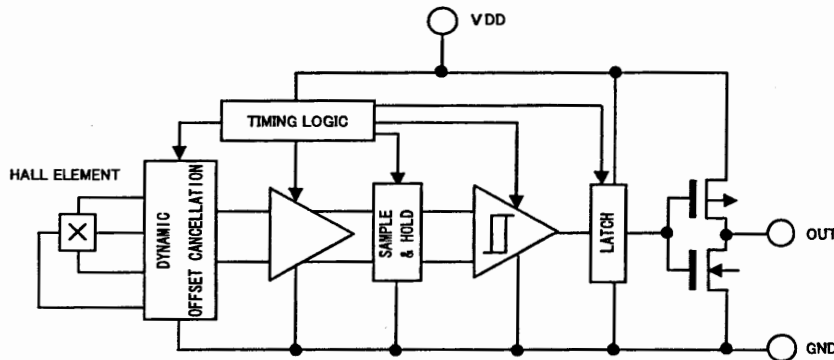 VDD
TIMING LOGIC
HALL ELEMENT
DYNAMIC
OFFSET CANCELLATION
SAMPLE
& HOLD
LATCH
OUT
GND